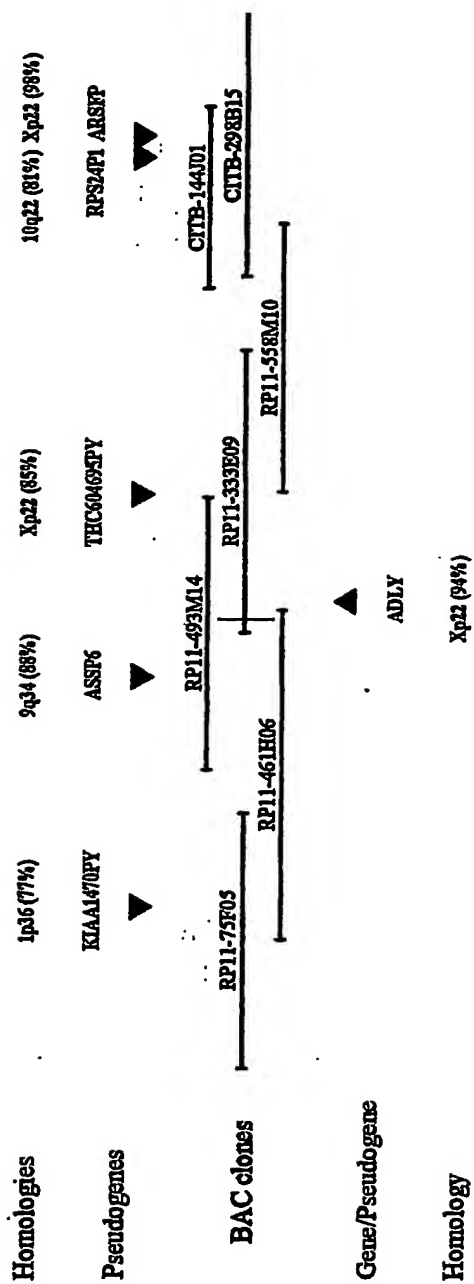 Homologies 1p36 (77%) 9q34 (88%) Xp22 (85%) 10q22 (81%) Xp22 (98%)
Pseudogenes KIAA1470PY ASSP6 THC604695PY RPS24P1 ARSFP
RP11-493M14 CITB-144J01
BAC clones RP11-75F05 RP11-333E09 CITB-298B15
RP11-461H06 RP11-558M10
Gene/Pseudogene ADLY
Homology Xp22 (94%)